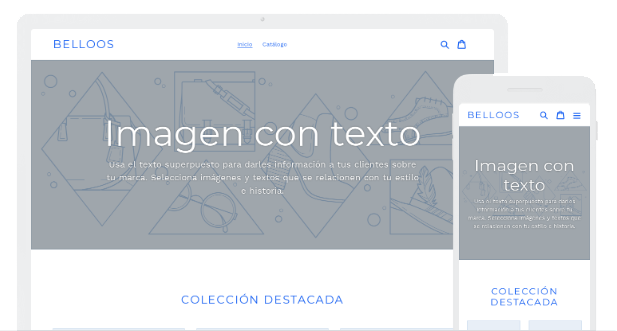 BELLOOS
Inicio Catálogo
Imagen con texto
Usa el texto superpuesto para darles información a tus clientes sobre
tu marca. Selecciona imágenes y textos que se relacionen con tu estilo
e historia.
COLECCIÓN DESTACADA
BELLOOS
Imagen con
texto
Usa el texto superpuesto para darles
información a tus clientes sobre tu
marca. Selecciona imágenes y textos que
se relacionen con tu estilo e historia.
COLECCIÓN
DESTACADA